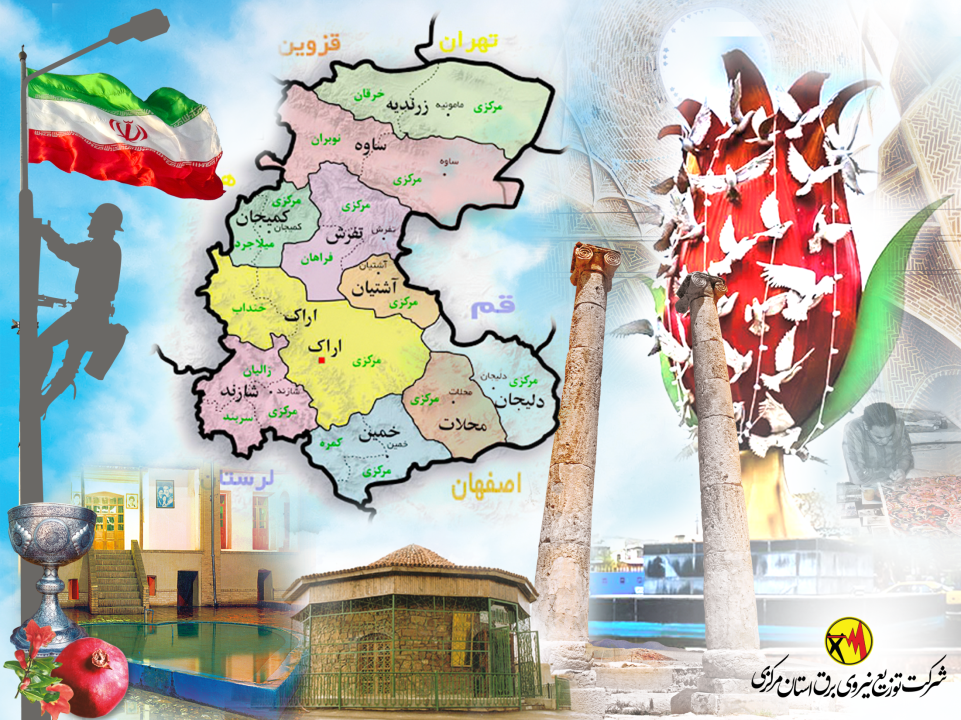 قزوین
تهران
خرقان
زرندیه
مامونیه
مرکزی
نوبران
ساوه
ساوه
مرکزی
مرکزی
کمیجان
کمیجان
میلاجرد
مرکزی
تفرش
تفرش
فراهان
آشتیان
آشتیان
مرکزی
قم
خنداب
اراک
اراک
مرکزی
زالیان
شازند
شازند
مرکزی
سربند
دلیجان
مرکزی
دلیجان
محلات
مرکزی
محلات
خمین
خمین
کمره
مرکزی
لرستان
اصفهان
شرکت توزیع نیروی برق استان مرکزی